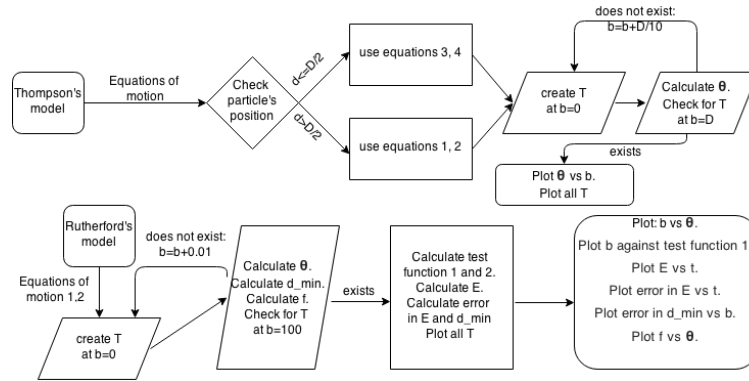 does not exist:
b=b+D/10
Thompson's
model
Equations of
motion
Check
particle's
position
d<=D/2
d>D/2
use equations 3, 4
use equations 1, 2
create T
at b=0
Calculate θ.
Check for T
at b=D
exists
Plot θ vs b.
Plot all T
Rutherford's
model
Equations of
motion 1,2
create T
at b=0
does not exist:
b=b+0.01
Calculate θ.
Calculate d_min.
Calculate f.
Check for T
at b=100
exists
Calculate test
function 1 and 2.
Calculate E.
Calculate error
in E and d_min
Plot all T
Plot: b vs θ.
Plot b against test function 1
Plot E vs t.
Plot error in E vs t.
Plot error in d_min vs b.
Plot f vs θ.